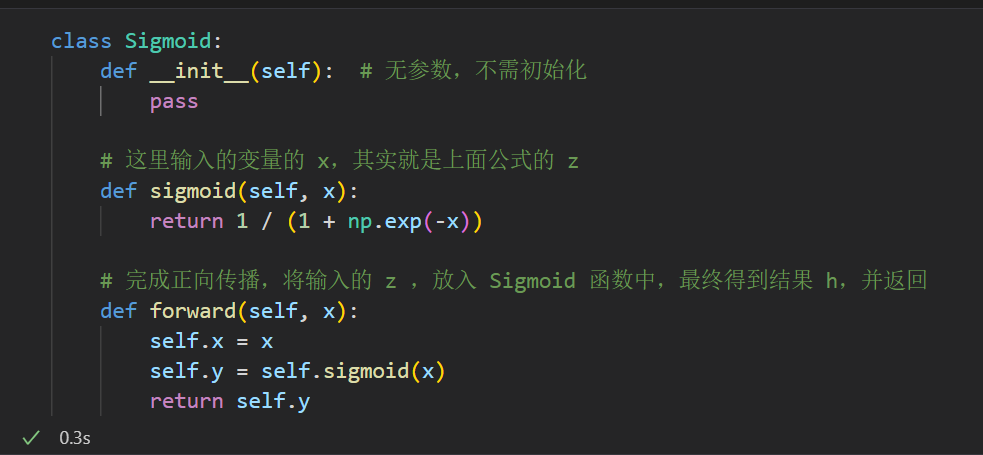 class Sigmoid:
def __init__(self):  # 无参数，不需初始化
pass
# 这里输入的变量的 x，其实就是上面公式的 z
def sigmoid(self, x):
return 1 / (1 + np.exp(-x))
# 完成正向传播，将输入的 z ，放入 Sigmoid 函数中，最终得到结果 h，并返回
def forward(self, x):
self.x = x
self.y = self.sigmoid(x)
return self.y
0.3s